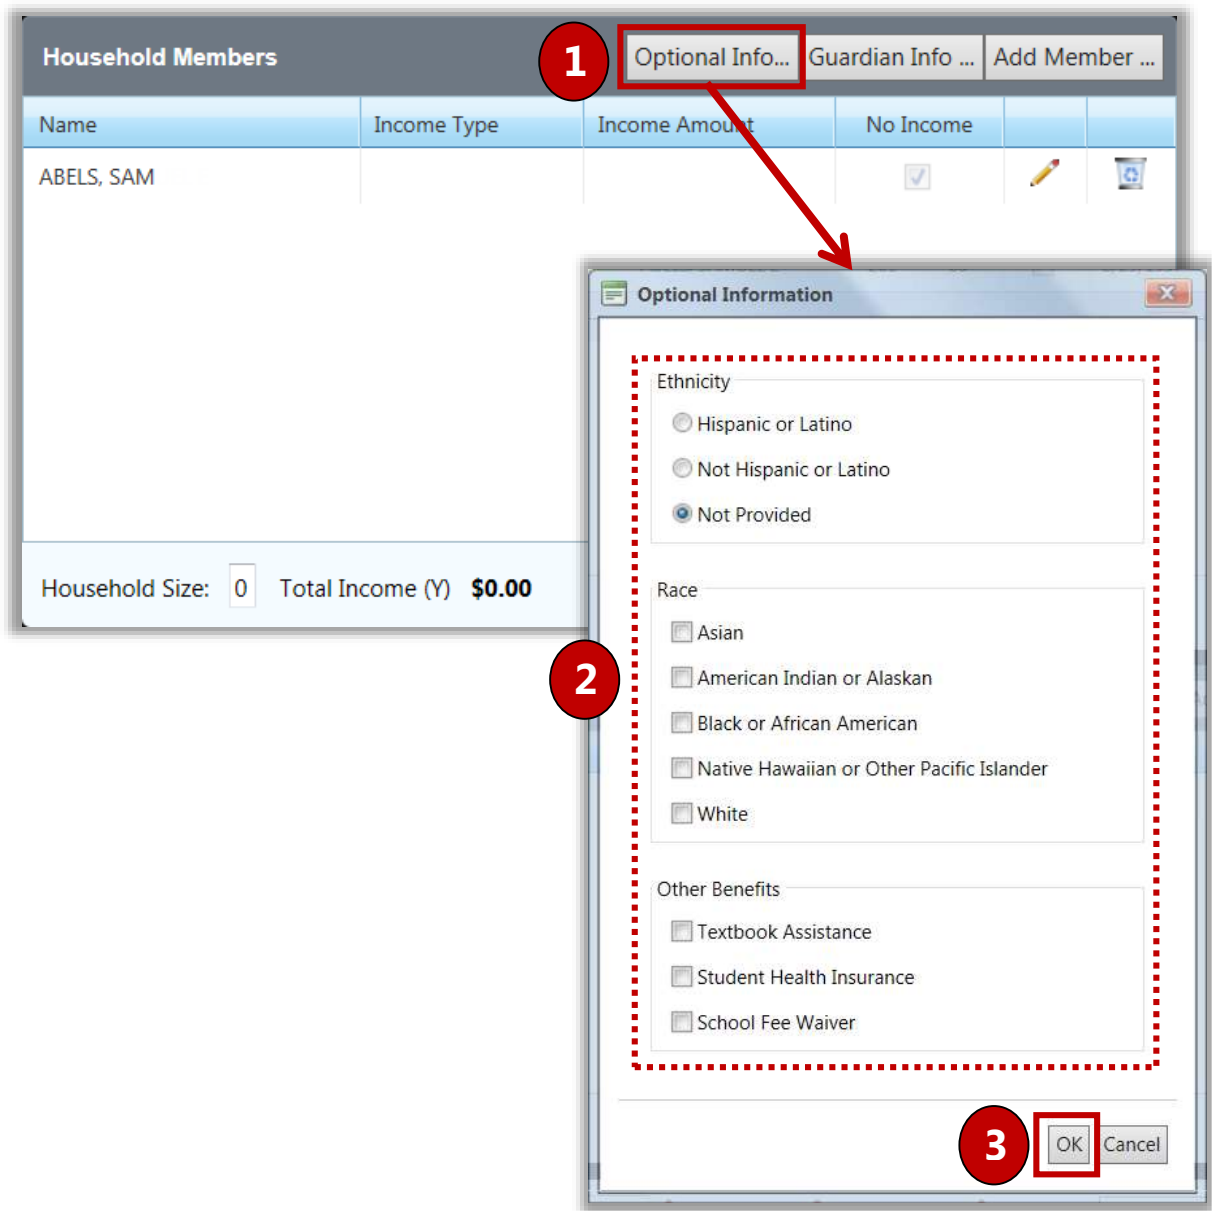 Household Members
1
Optional Info...
Guardian Info ...
Add Member ...
Name
Income Type
Income Amount
No Income
ABELS, SAM
Household Size: 0 Total Income (Y) $0.00
Optional Information
Ethnicity
Hispanic or Latino
Not Hispanic or Latino
Not Provided
2
Race
Asian
American Indian or Alaskan
Black or African American
Native Hawaiian or Other Pacific Islander
White
Other Benefits
Textbook Assistance
Student Health Insurance
School Fee Waiver
3
OK
Cancel